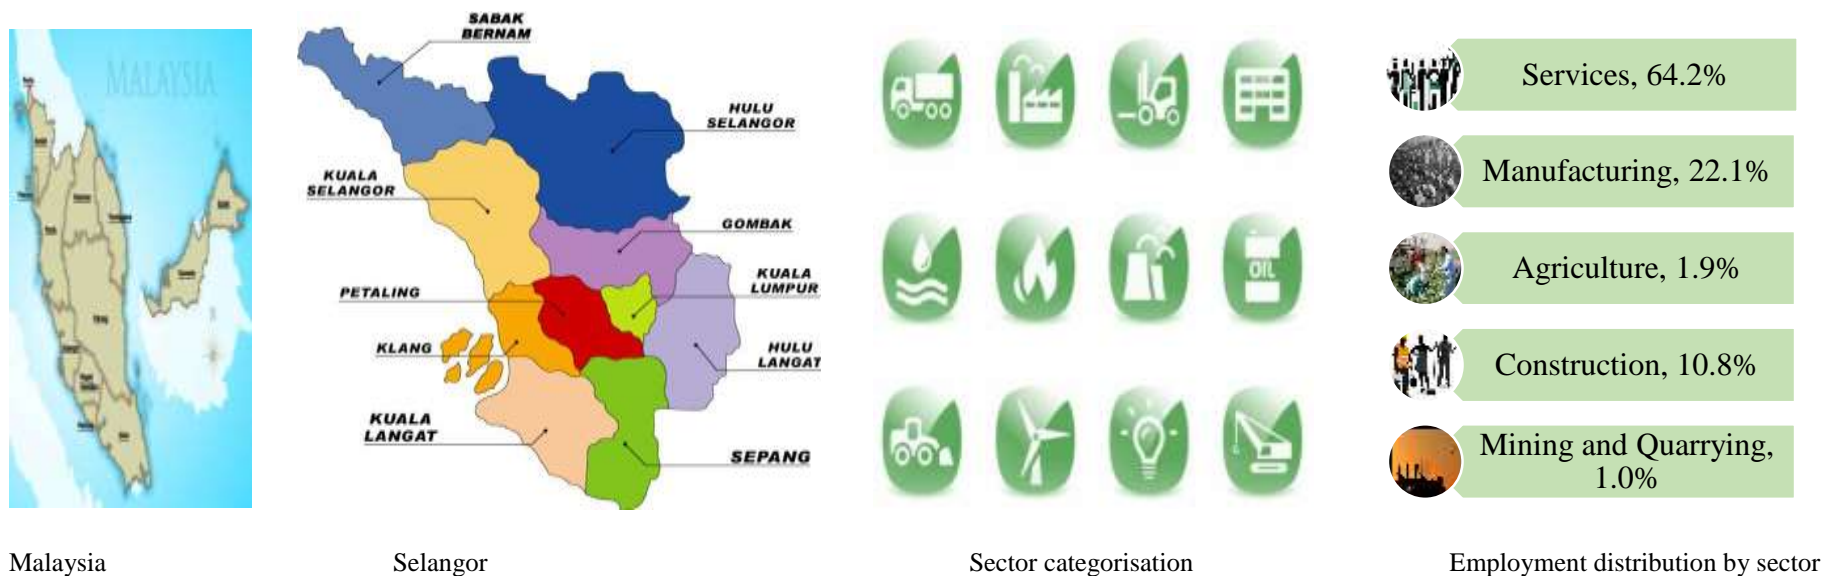 MALAYSIA
SABAK
BERNAM
HULU
SELANGOR
KUALA
SELANGOR
GOMBAK
KUALA
LUMPUR
PETALING
KLANG
HULU
LANGAT
KUALA
LANGAT
SEPANG
OIL
Services, 64.2%
Manufacturing, 22.1%
Agriculture, 1.9%
Construction, 10.8%
Mining and Quarrying,
1.0%
Malaysia
Selangor
Sector categorisation
Employment distribution by sector